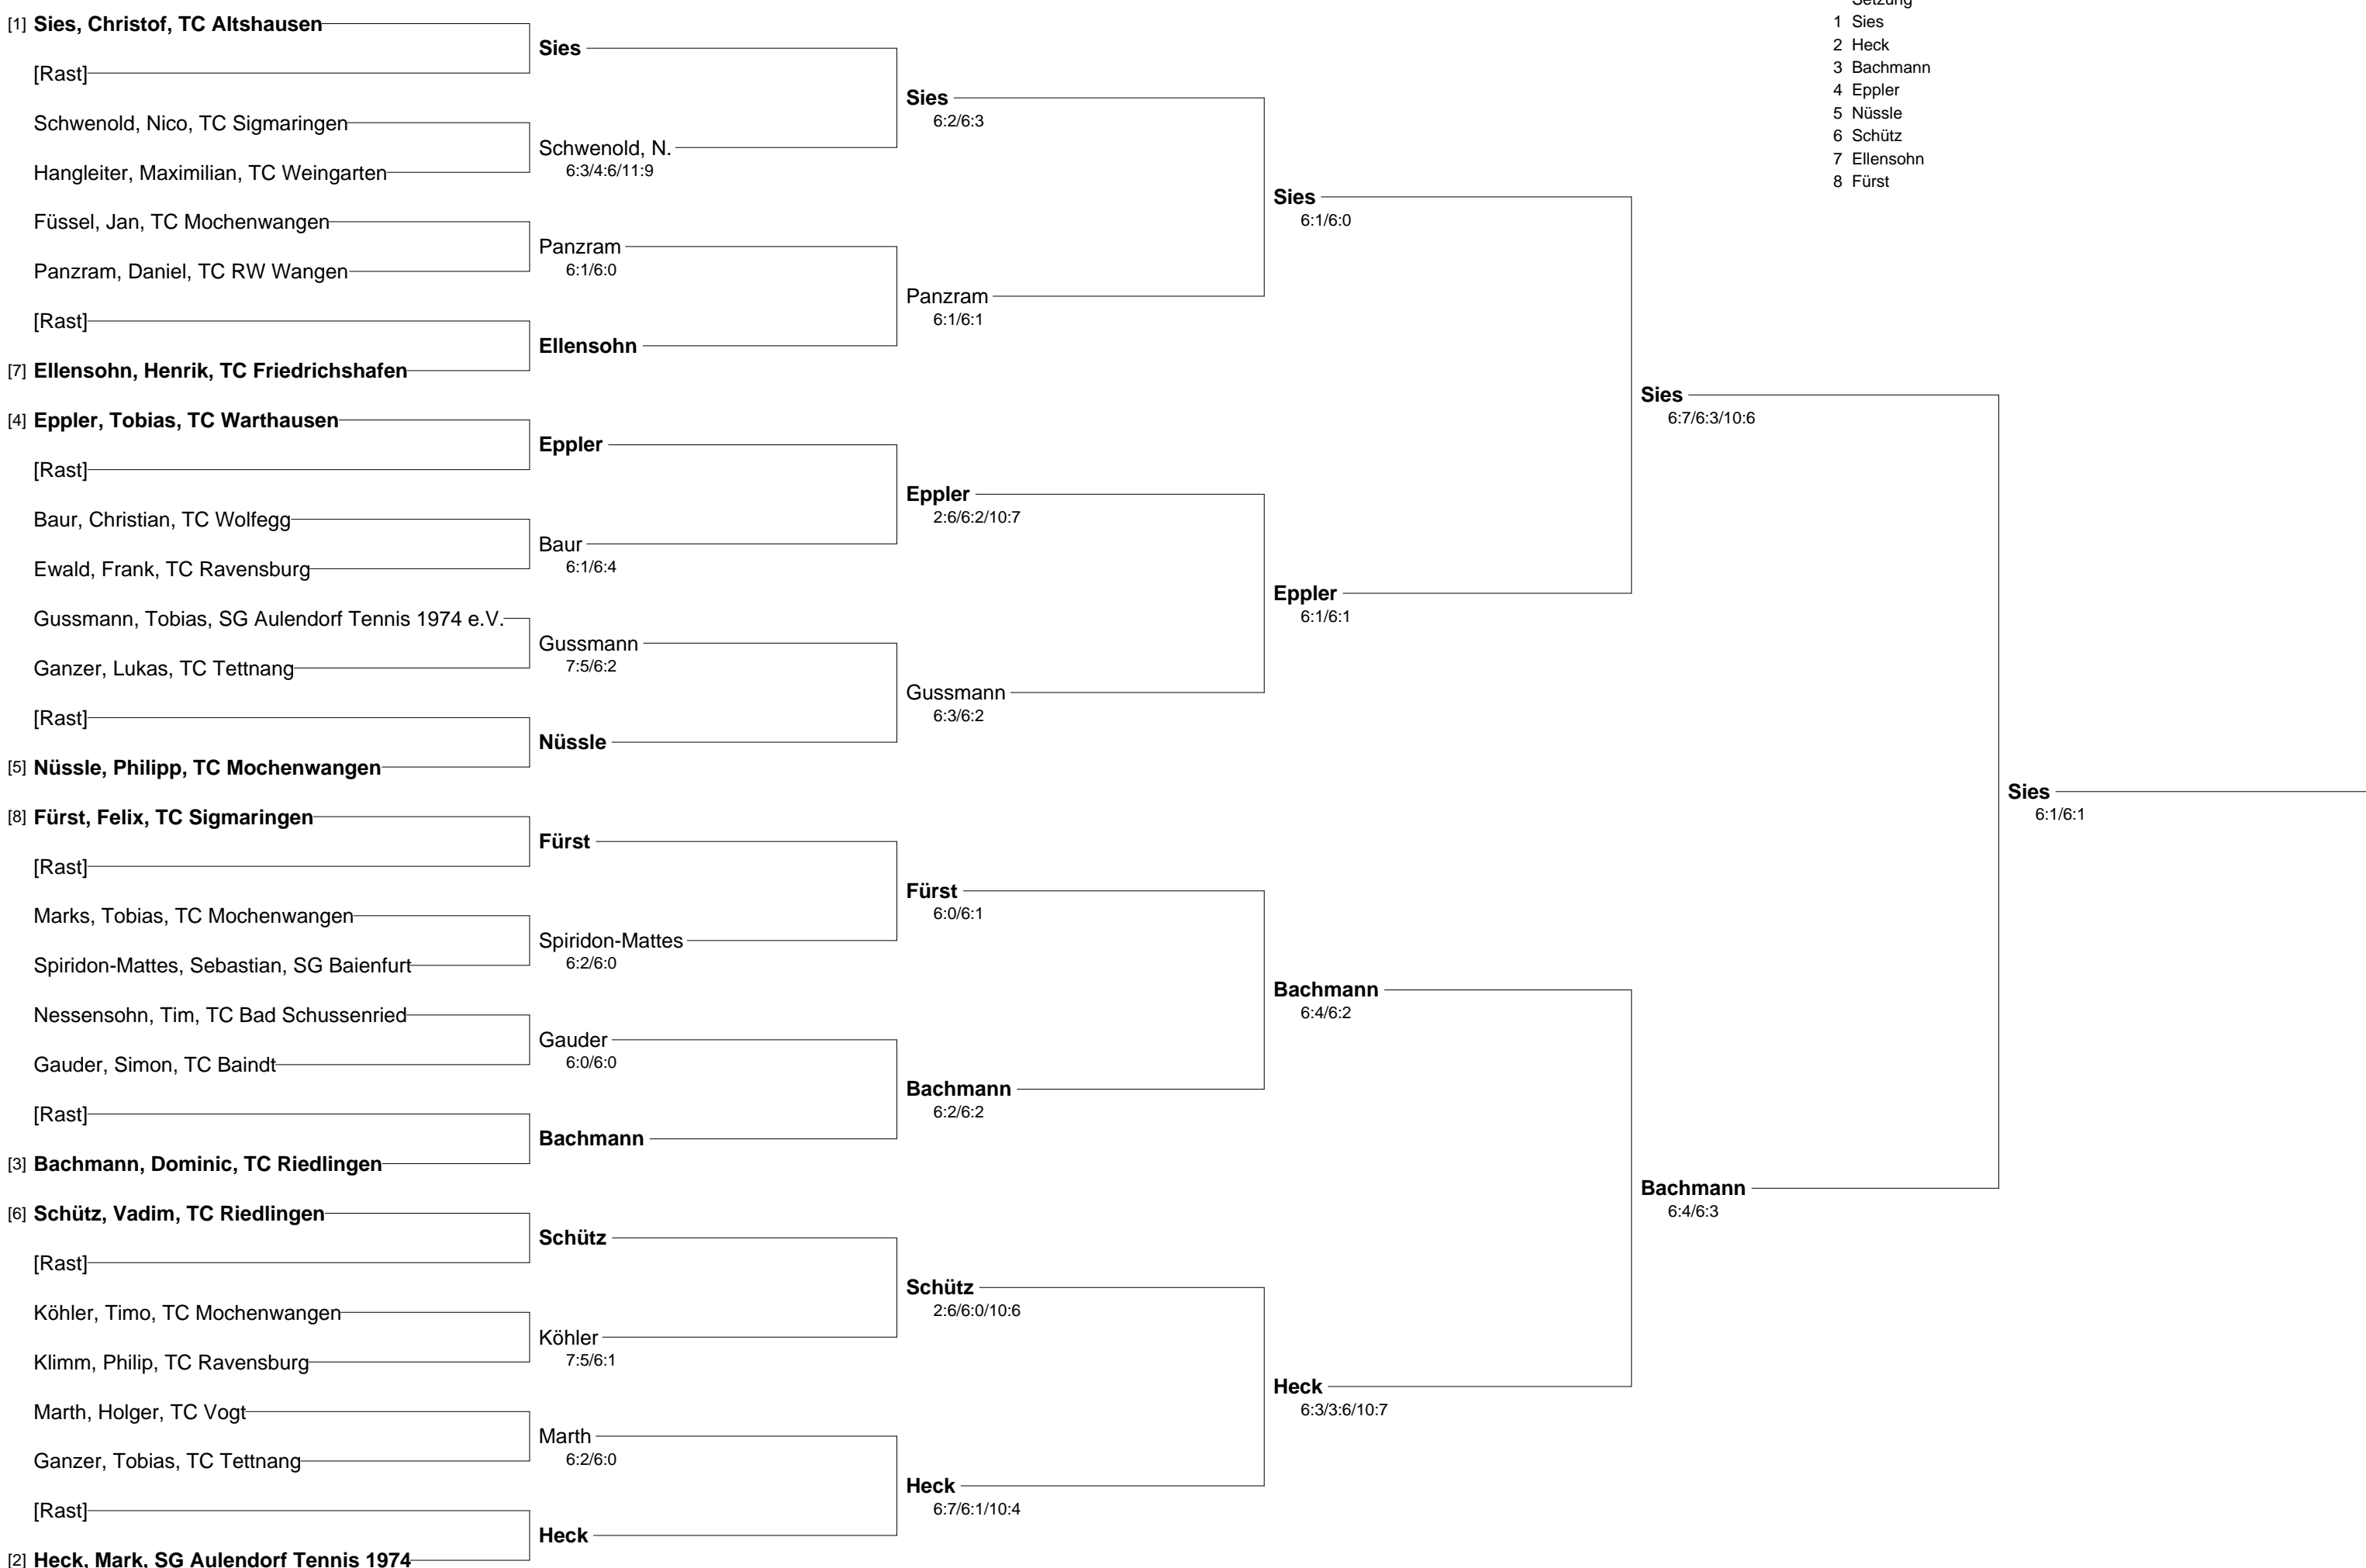 [1] Sies, Christof, TC Altshausen
[Rast]
Schwenold, Nico, TC Sigmaringen
Hangleiter, Maximilian, TC Weingarten
Füssel, Jan, TC Mochenwangen
Panzram, Daniel, TC RW Wangen
[Rast]
[7] Ellensohn, Henrik, TC Friedrichshafen
[4] Eppler, Tobias, TC Warthausen
[Rast]
Baur, Christian, TC Wolfegg
Ewald, Frank, TC Ravensburg
Gussmann, Tobias, SG Aulendorf Tennis 1974 e.V.
Ganzer, Lukas, TC Tettnang
[Rast]
[5] Nüssle, Philipp, TC Mochenwangen
[8] Fürst, Felix, TC Sigmaringen
[Rast]
Marks, Tobias, TC Mochenwangen
Spiridon-Mattes, Sebastian, SG Baienfurt
Nessensohn, Tim, TC Bad Schussenried
Gauder, Simon, TC Baindt
[Rast]
[3] Bachmann, Dominic, TC Riedlingen
[6] Schütz, Vadim, TC Riedlingen
[Rast]
Köhler, Timo, TC Mochenwangen
Klimm, Philip, TC Ravensburg
Marth, Holger, TC Vogt
Ganzer, Tobias, TC Tettnang
[Rast]
[2] Heck, Mark, SG Aulendorf Tennis 1974
Sies
Schwenold, N.
6:3/4:6/11:9
Panzram
6:1/6:0
Ellensohn
Eppler
Baur
6:1/6:4
Gussmann
7:5/6:2
Nüssle
Fürst
Spiridon-Mattes
6:2/6:0
Gauder
6:0/6:0
Bachmann
Schütz
Köhler
7:5/6:1
Marth
6:2/6:0
Heck
Sies
6:2/6:3
Panzram
6:1/6:1
Eppler
2:6/6:2/10:7
Gussmann
6:3/6:2
Fürst
6:0/6:1
Bachmann
6:2/6:2
Schütz
2:6/6:0/10:6
Heck
6:7/6:1/10:4
Sies
6:1/6:0
Eppler
6:1/6:1
Bachmann
6:4/6:2
Heck
6:3/3:6/10:7
Sies
6:7/6:3/10:6
Bachmann
6:4/6:3
Sies
6:1/6:1
Setzung
1 Sies
2 Heck
3 Bachmann
4 Eppler
5 Nüssle
6 Schütz
7 Ellensohn
8 Fürst